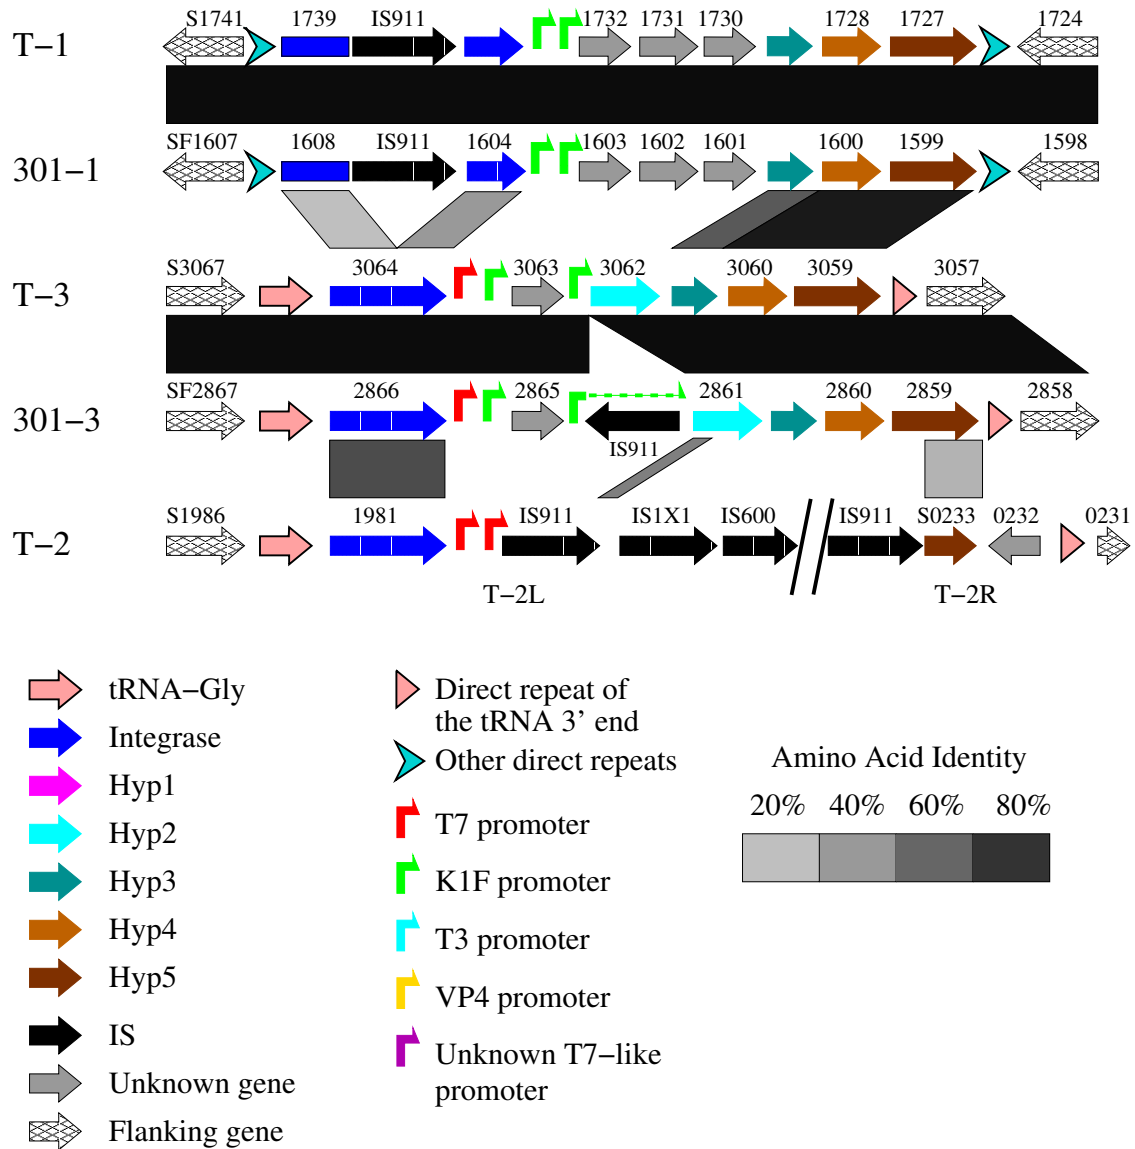 S1741 1739 IS911 1732 1731 1730 1728 1727 1724
T−1
SF1607 1608 IS911 1604 1603 1602 1601 1600 1599 1598
301−1
S3067 3064 3063 3062 3060 3059 3057
T−3
SF2867 2866 2865 2861 2860 2859 2858
301−3
IS911
S1986 1981 IS911 IS1X1 IS600 IS911 S0233 0232 0231
T−2
T−2L T−2R
tRNA−Gly
Integrase
Hyp1
Hyp2
Hyp3
Hyp4
Hyp5
IS
Unknown gene
Flanking gene
Direct repeat of
the tRNA 3' end
Other direct repeats
T7 promoter
K1F promoter
T3 promoter
VP4 promoter
Unknown T7−like
promoter
Amino Acid Identity
20% 40% 60% 80%